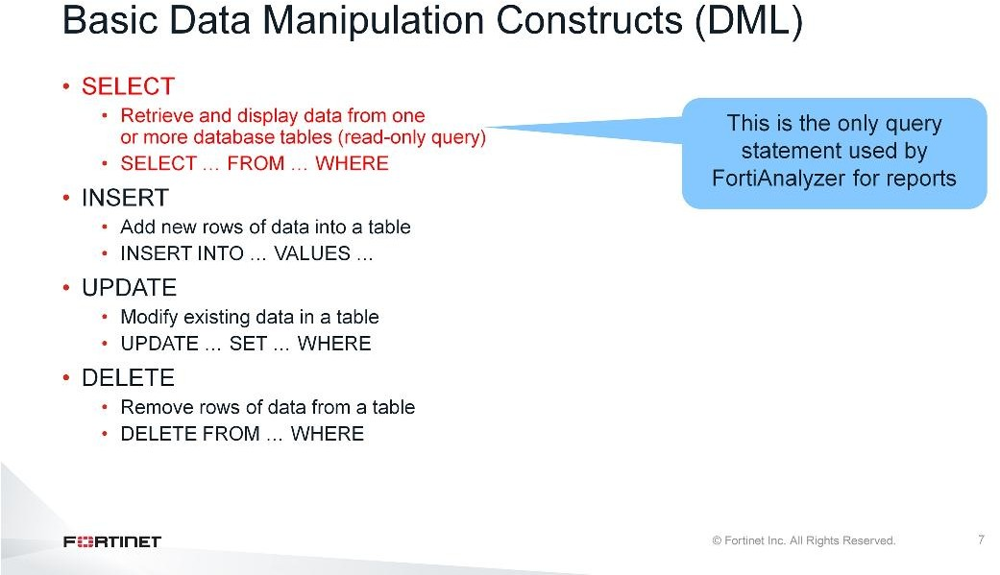 Basic Data Manipulation Constructs (DML)
• SELECT
• Retrieve and display data from one
or more database tables (read-only query)
• SELECT … FROM … WHERE
• INSERT
• Add new rows of data into a table
• INSERT INTO … VALUES …
• UPDATE
• Modify existing data in a table
• UPDATE … SET … WHERE
• DELETE
• Remove rows of data from a table
• DELETE FROM … WHERE
This is the only query
statement used by
FortiAnalyzer for reports
FORTINET
© Fortinet Inc. All Rights Reserved.
7